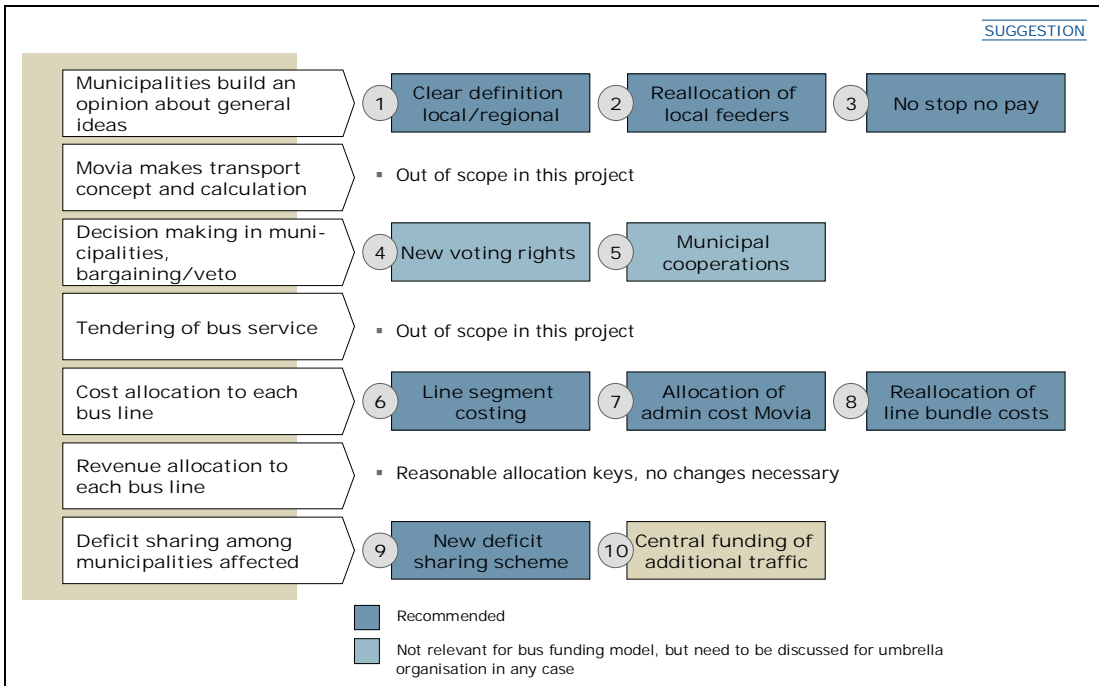 SUGGESTION
Municipalities build an
opinion about general
ideas
1
Clear definition
local/regional
2
Reallocation of
local feeders
3
No stop no pay
Movia makes transport
concept and calculation
▪ Out of scope in this project
Decision making in muni-
cipalities,
bargaining/veto
4
New voting rights
5
Municipal
cooperations
Tendering of bus service
▪ Out of scope in this project
Cost allocation to each
bus line
6
Line segment
costing
7
Allocation of
admin cost Movia
8
Reallocation of
line bundle costs
Revenue allocation to
each bus line
▪ Reasonable allocation keys, no changes necessary
Deficit sharing among
municipalities affected
9
New deficit
sharing scheme
10
Central funding of
additional traffic
Recommended
Not relevant for bus funding model, but need to be discussed for umbrella
organisation in any case